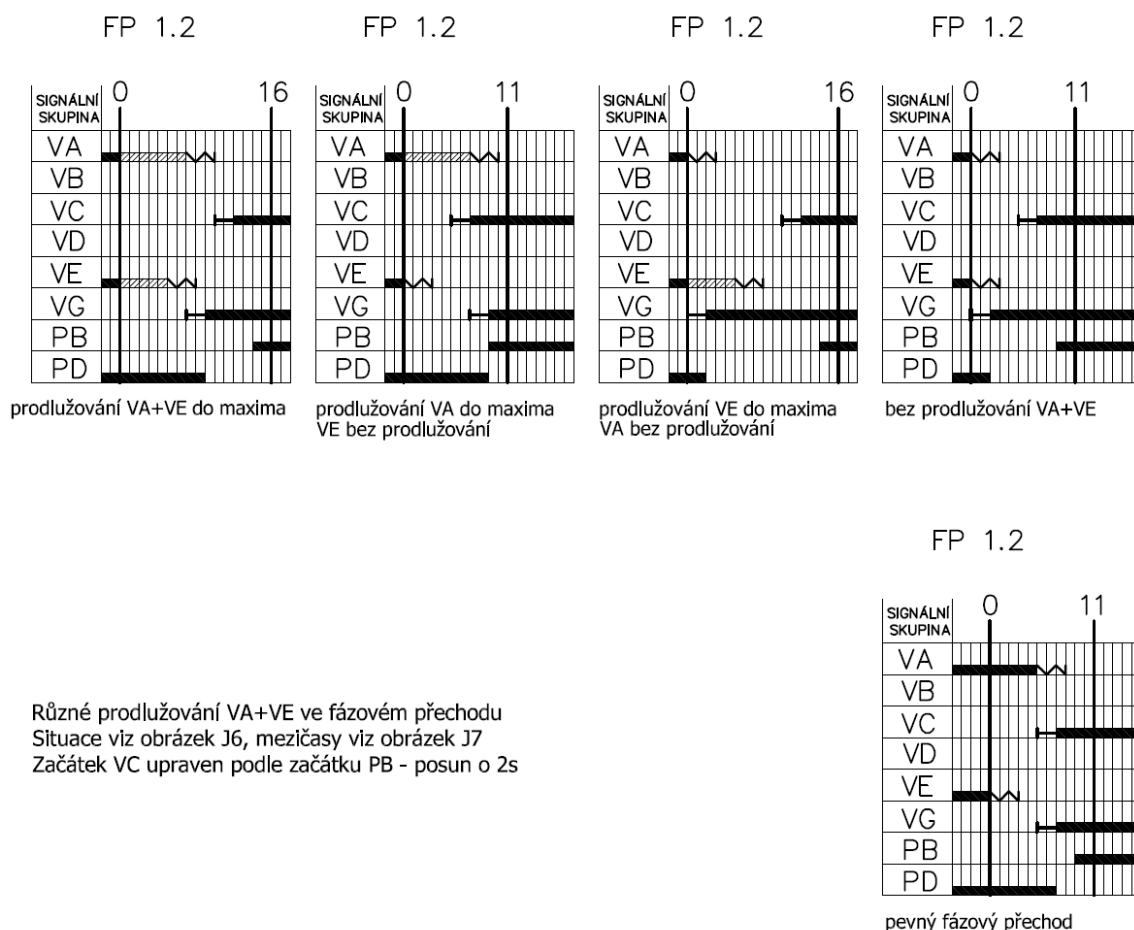 FP 1.2
SIGNÁLNÍ
SKUPINA
0
16
VA
VB
VC
VD
VE
VG
PB
PD
prodlužování VA+VE do maxima
FP 1.2
SIGNÁLNÍ
SKUPINA
0
11
VA
VB
VC
VD
VE
VG
PB
PD
prodlužování VA do maxima
VE bez prodlužování
FP 1.2
SIGNÁLNÍ
SKUPINA
0
16
VA
VB
VC
VD
VE
VG
PB
PD
prodlužování VE do maxima
VA bez prodlužování
FP 1.2
SIGNÁLNÍ
SKUPINA
0
11
VA
VB
VC
VD
VE
VG
PB
PD
bez prodlužování VA+VE
Různé prodlužování VA+VE ve fázovém přechodu
Situace viz obrázek J6, mezičasy viz obrázek J7
Začátek VC upraven podle začátku PB - posun o 2s
FP 1.2
SIGNÁLNÍ
SKUPINA
0
11
VA
VB
VC
VD
VE
VG
PB
PD
pevný fázový přechod